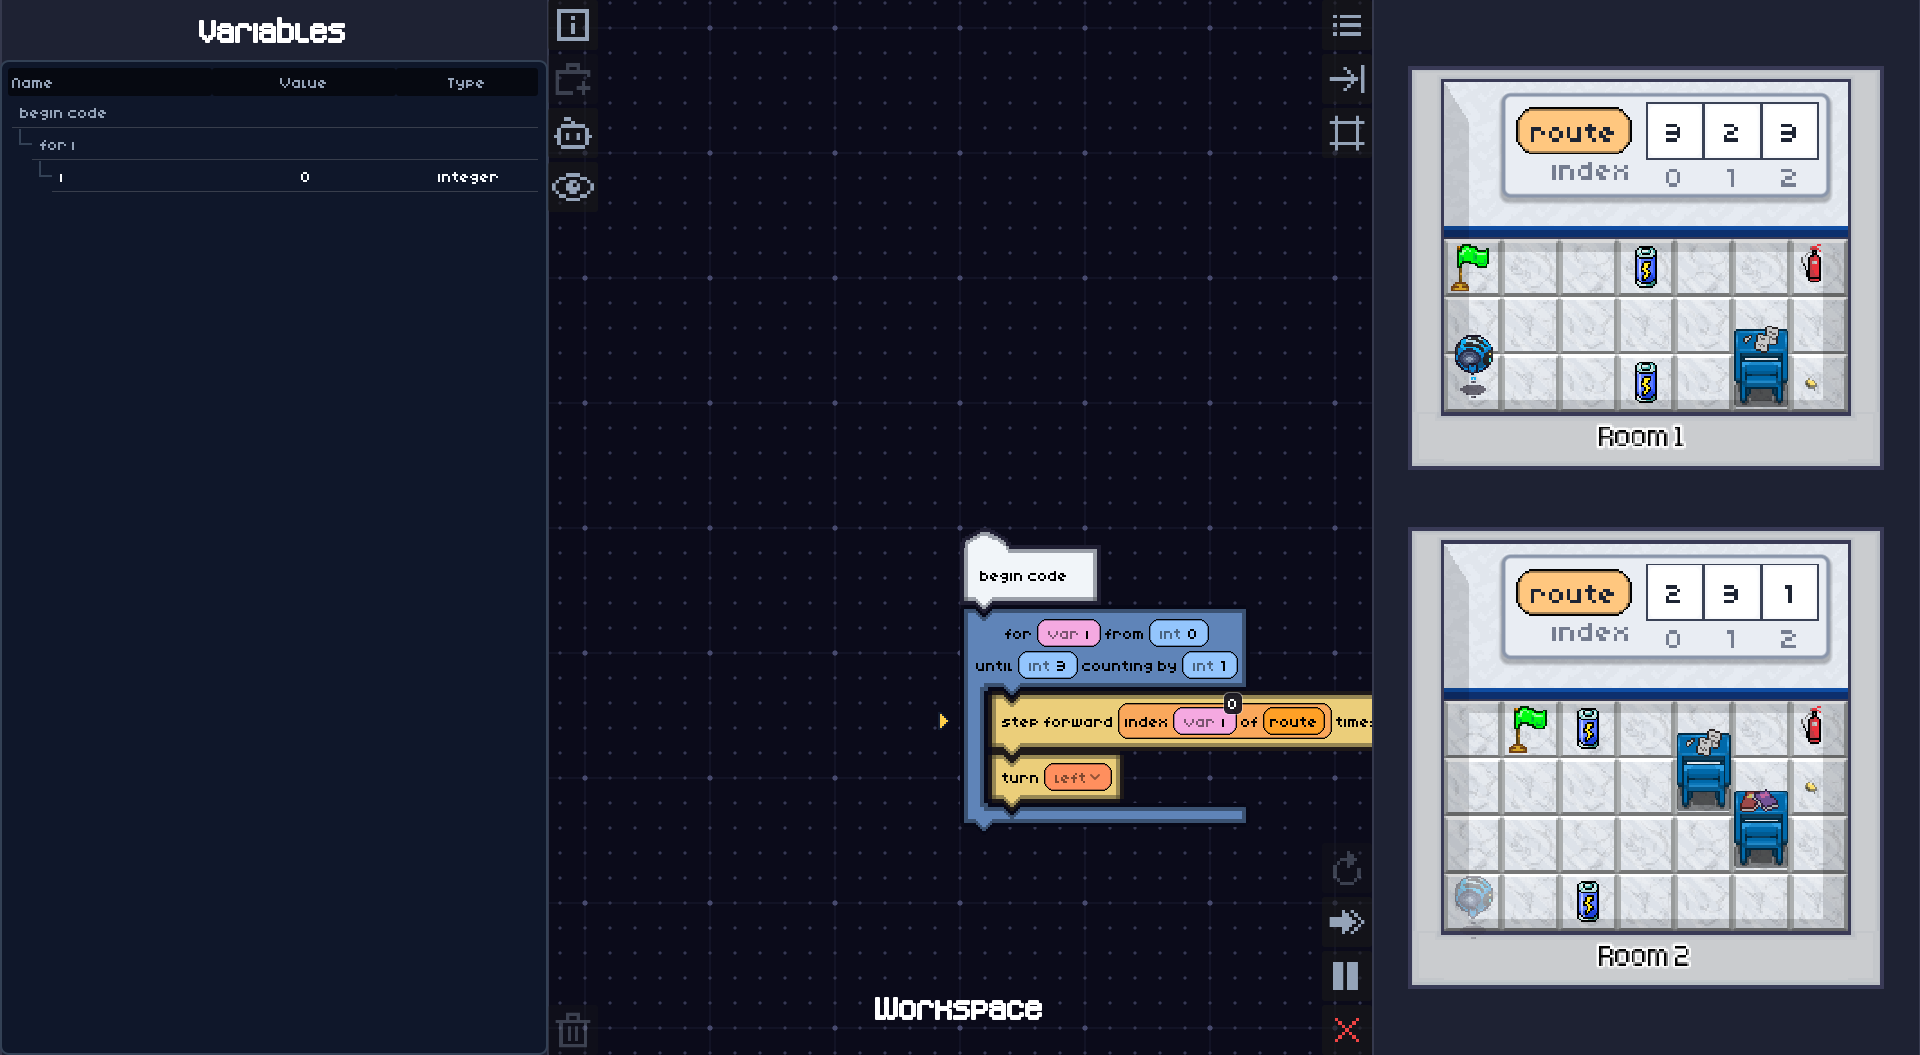 Variables
Name Value Type
begin code
for i
i 0 integer
begin code
for var i from int 0
until int 3 counting by int 1
0
step forward index var i of route time
turn left
Workspace
route 3 2 3
index 0 1 2
Room 1
route 2 3 1
index 0 1 2
Room 2